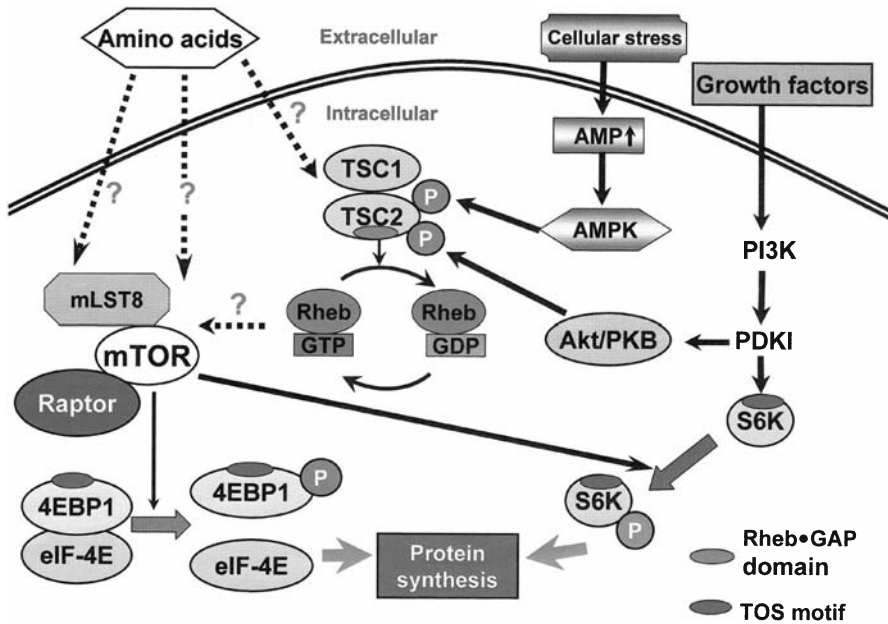 Amino acids
Extracellular
Cellular stress
Growth factors
?
Intracellular
AMP↑
TSC1
?
?
P
TSC2
AMPK
P
PI3K
mLST8
?
Rheb
Rheb
GTP
GDP
Akt/PKB
PDKI
mTOR
Raptor
S6K
4EBP1
4EBP1
P
S6K
P
eIF-4E
eIF-4E
Protein
synthesis
Rheb•GAP
domain
TOS motif